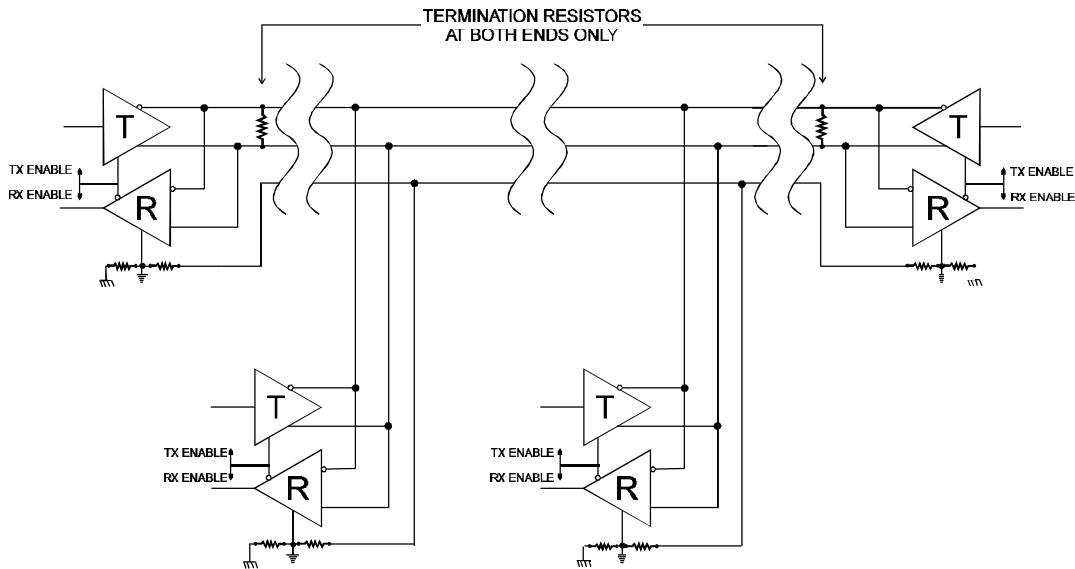 TERMINATION RESISTORS
AT BOTH ENDS ONLY
T
T
TX ENABLE
RX ENABLE
R
R
TX ENABLE
RX ENABLE
T
T
TX ENABLE
RX ENABLE
R
TX ENABLE
RX ENABLE
R